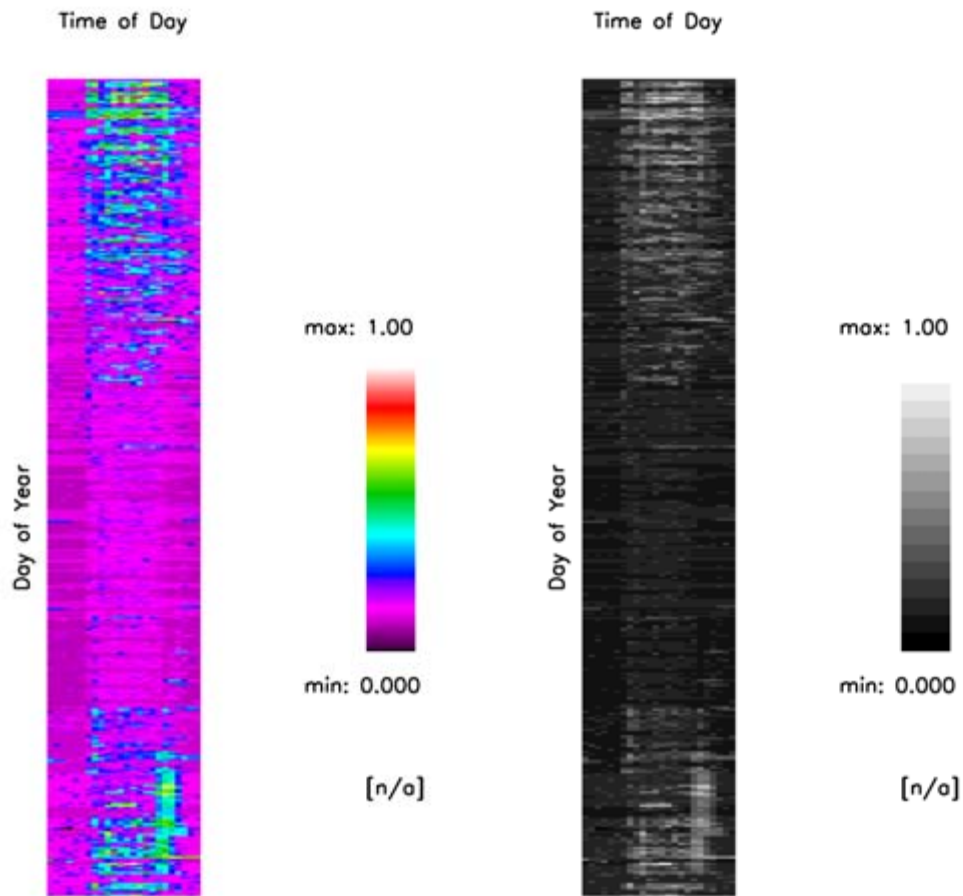 Time of Day
Time of Day
max: 1.00
max: 1.00
Day of Year
Day of Year
min: 0.000
min: 0.000
[n/a]
[n/a]